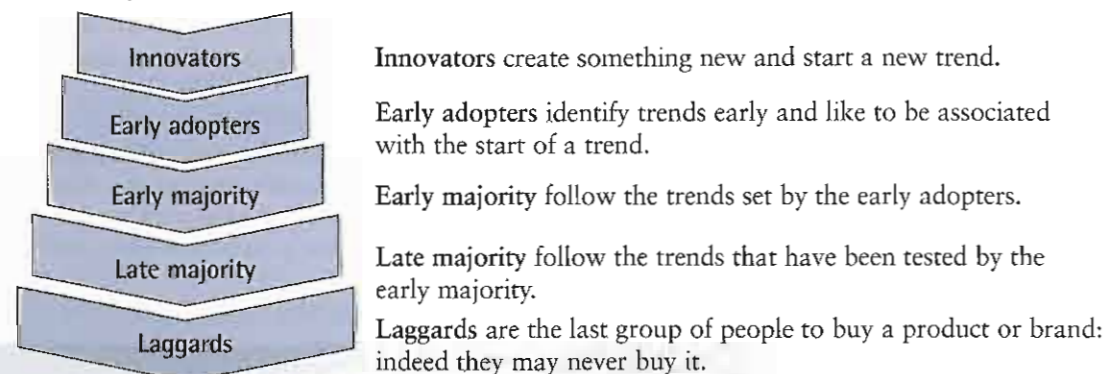 Innovators
Innovators create something new and start a new trend.
Early adopters
Early adopters identify trends early and like to be associated
with the start of a trend.
Early majority
Early majority follow the trends set by the early adopters.
Late majority
Late majority follow the trends that have been tested by the
early majority.
Laggards
Laggards are the last group of people to buy a product or brand:
indeed they may never buy it.